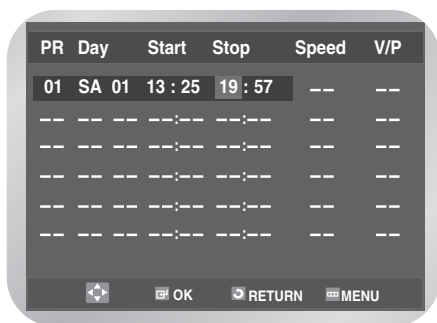 PR Day Start Stop Speed V/P
01 SA 01 13 : 25 19 : 57 –– ––
–– –– –– ––:–– ––:–– –– ––
–– –– –– ––:–– ––:–– –– ––
–– –– –– ––:–– ––:–– –– ––
–– –– –– ––:–– ––:–– –– ––
–– –– –– ––:–– ––:–– –– ––
OK RETURN MENU